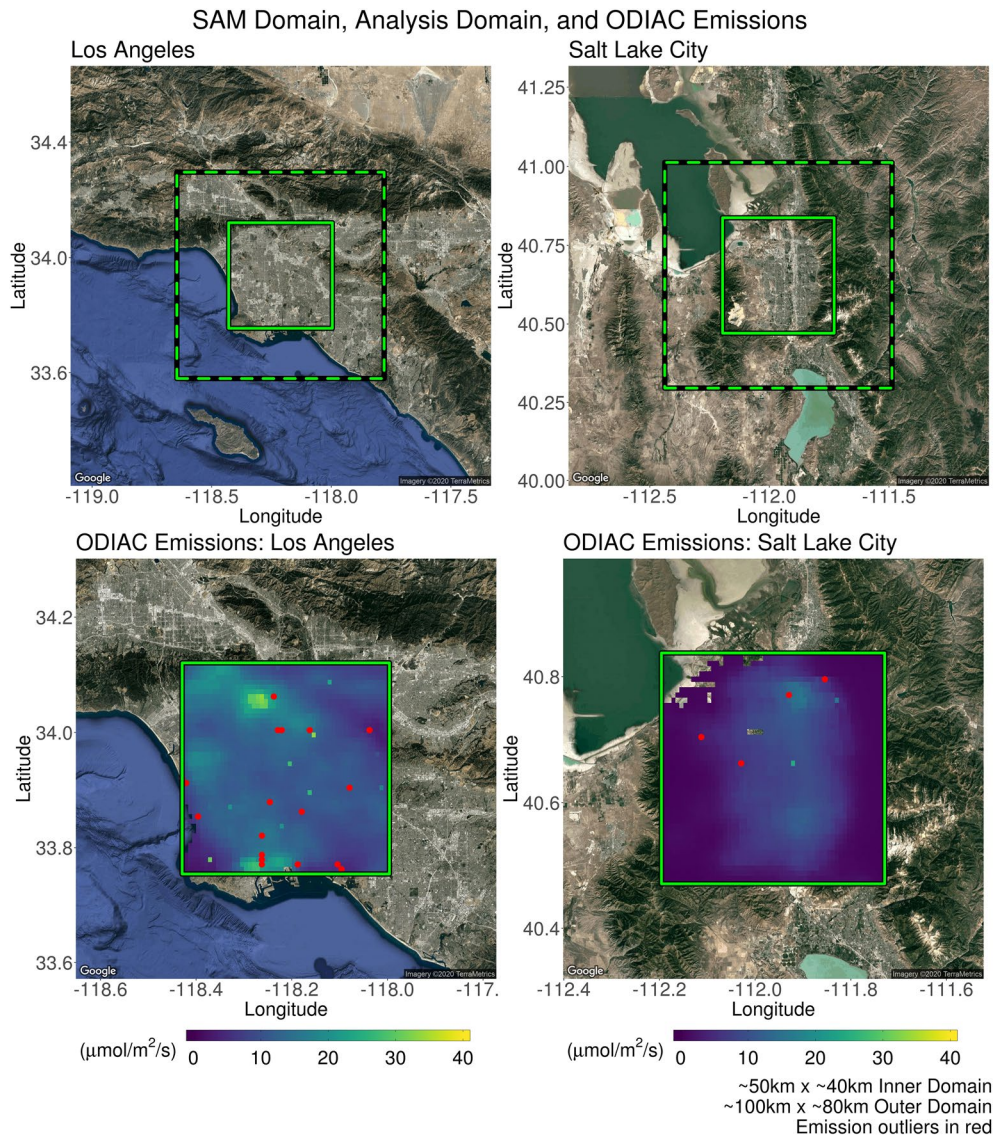 SAM Domain, Analysis Domain, and ODIAC Emissions
Los Angeles
Salt Lake City
Latitude
34.4
34.0
33.6
Google
Imagery ©2020 TerraMetrics
-119.0
-118.5
-118.0
-117.5
Longitude
Latitude
41.25
41.00
40.75
40.50
40.25
40.00
Google
Imagery ©2020 TerraMetrics
-112.5
-112.0
-111.5
Longitude
ODIAC Emissions: Los Angeles
ODIAC Emissions: Salt Lake City
Latitude
34.2
34.0
33.8
33.6
Google
Imagery ©2020 TerraMetrics
-118.6
-118.4
-118.2
-118.0
-117.
Longitude
Latitude
40.8
40.6
40.4
Google
Imagery ©2020 TerraMetrics
-112.4
-112.2
-112.0
-111.8
-111.6
Longitude
(μmol/m²/s)
0 10 20 30 40
(μmol/m²/s)
0 10 20 30 40
~50km x ~40km Inner Domain
~100km x ~80km Outer Domain
Emission outliers in red